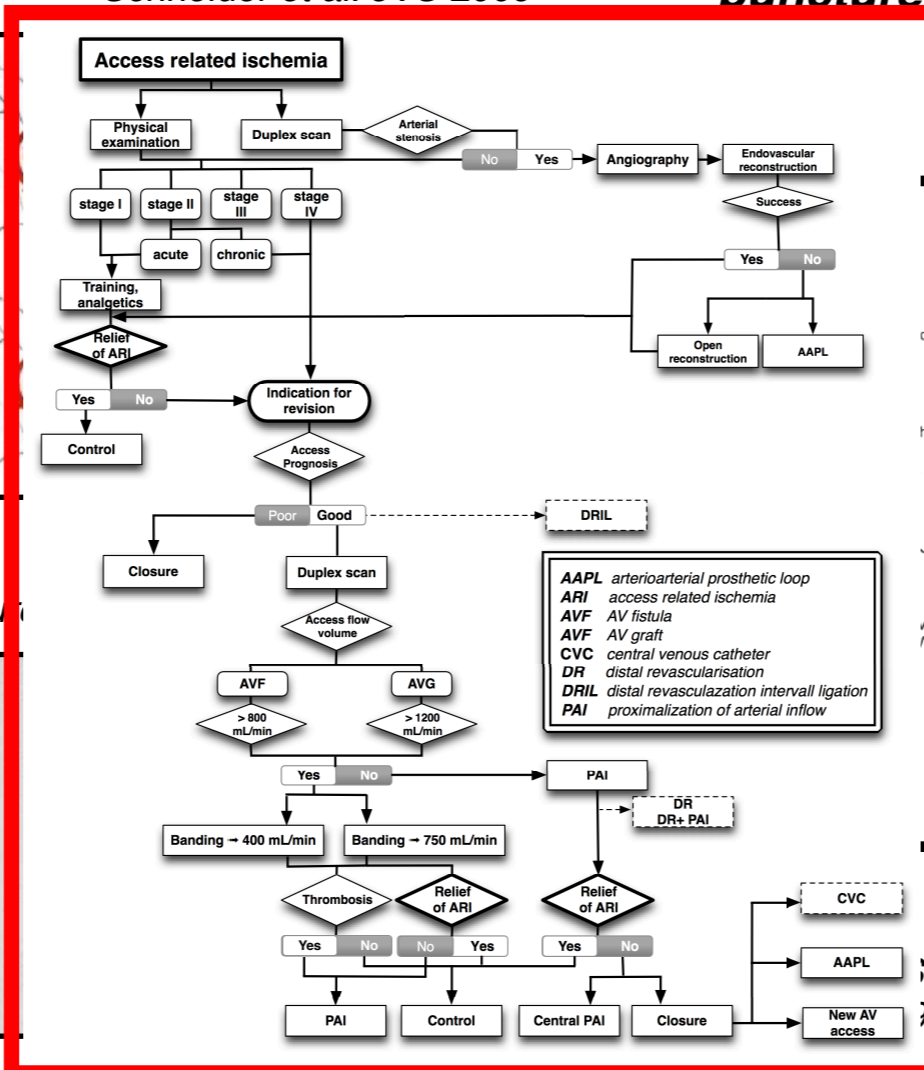 Access related ischemia
Physical
examination
Duplex scan
Arterial
stenosis
No
Yes
Angiography
Endovascular
reconstruction
Success
Yes
No
Open
reconstruction
AAPL
stage I
stage II
stage
III
stage
IV
acute
chronic
Training,
analgetics
Relief
of ARI
Yes
No
Control
Indication for
revision
Access
Prognosis
Poor
Good
DRIL
Closure
Duplex scan
Access flow
volume
AVF
AVG
> 800
mL/min
> 1200
mL/min
AAPL arterioarterial prosthetic loop
ARI access related ischemia
AVF AV fistula
AVF AV graft
CVC central venous catheter
DR distal revascularisation
DRIL distal revasculazation intervall ligation
PAI proximalization of arterial inflow
Yes
No
PAI
DR
DR+ PAI
Banding → 400 mL/min
Banding → 750 mL/min
Thrombosis
Relief
of ARI
Relief
of ARI
Yes
No
No
Yes
Yes
No
PAI
Control
Central PAI
Closure
CVC
AAPL
New AV
access